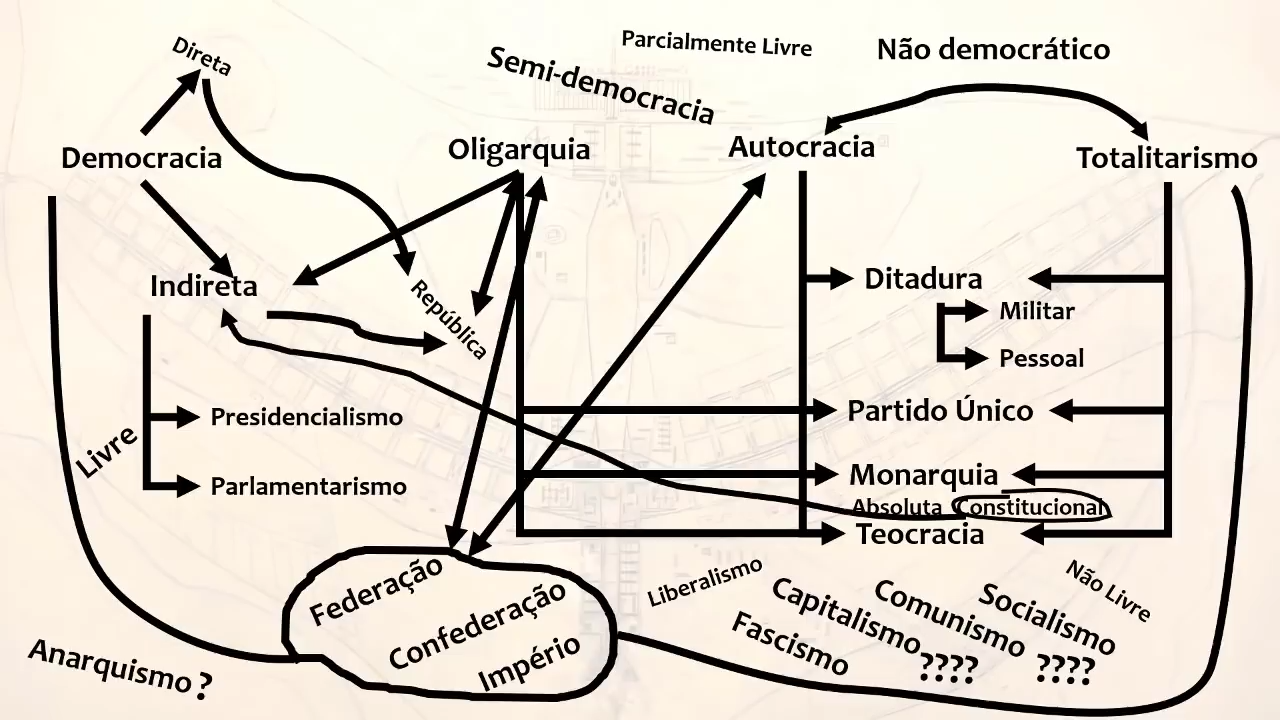 Direta
Parcialmente Livre
Não democrático
Semi-democracia
Democracia
Oligarquia
Autocracia
Totalitarismo
Indireta
República
Ditadura
Militar
Pessoal
Presidencialismo
Partido Único
Livre
Parlamentarismo
Monarquia
Absoluta Constitucional
Teocracia
Federação
Confederação
Império
Liberalismo
Capitalismo
Comunismo
Socialismo
Não Livre
Fascismo
????
????
Anarquismo ?